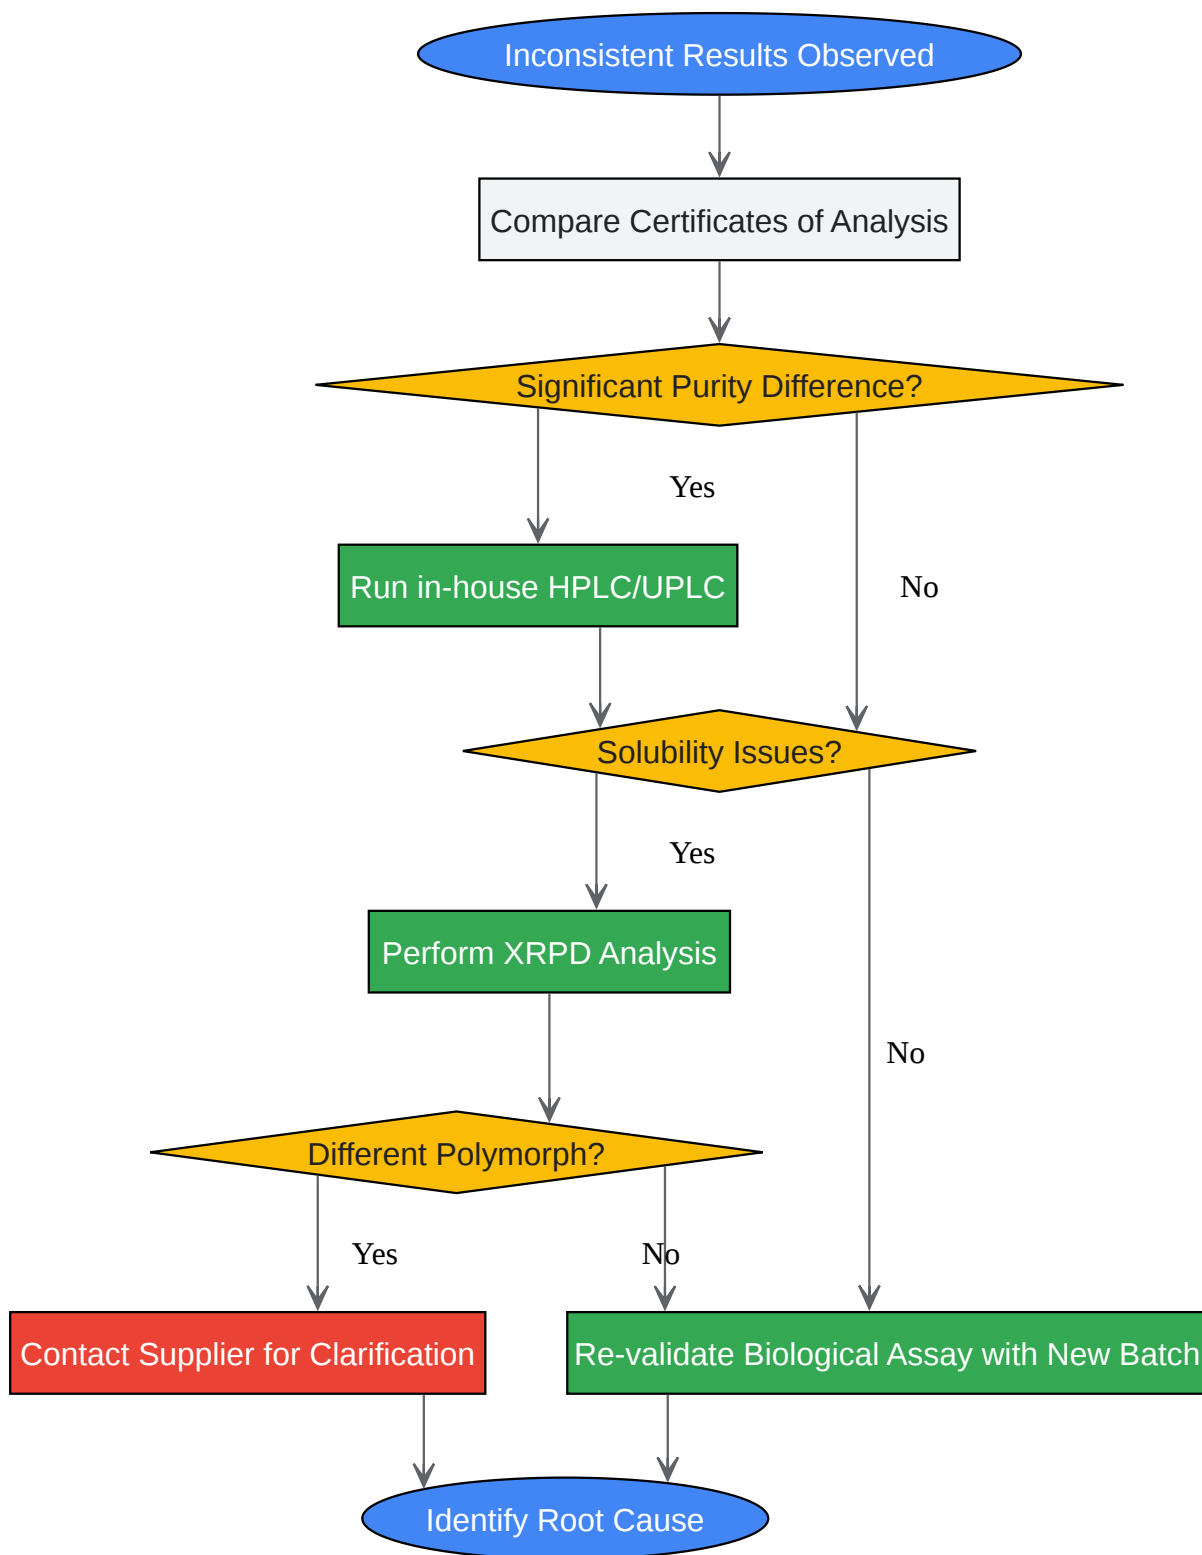 Inconsistent Results Observed
Compare Certificates of Analysis
Significant Purity Difference?
Yes
Run in-house HPLC/UPLC
No
Solubility Issues?
Yes
Perform XRPD Analysis
No
Different Polymorph?
Yes
No
Contact Supplier for Clarification
Re-validate Biological Assay with New Batch
Identify Root Cause